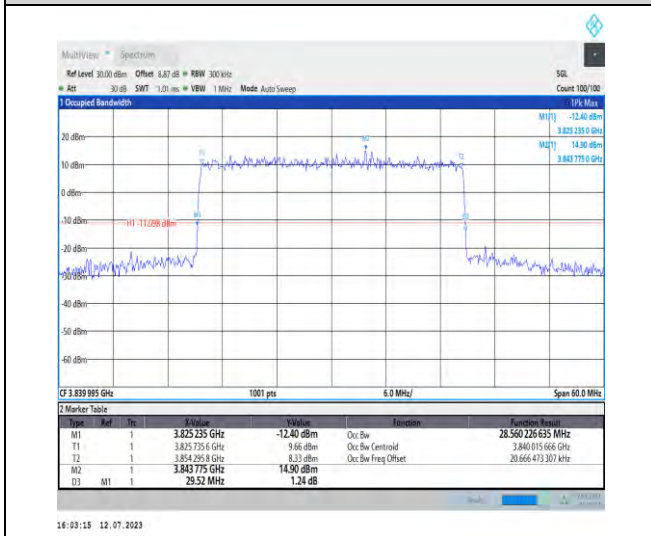 MultiView Spectrum
Ref Level 30.00 dBm Offset 8.87 dB RBW 300 kHz SGL
Att 30 dB SWT 1.01 ms VBW 1 MHz Mode Auto Sweep Count 100/100
1 Occupied Bandwidth 1Pk Max
M1[1] -12.40 dBm
3.825 235 0 GHz
M2[1] 14.90 dBm
3.843 775 0 GHz
20 dBm
10 dBm
0 dBm
-10 dBm
H1 -11.098 dBm
-20 dBm
-30 dBm
-40 dBm
-50 dBm
-60 dBm
T1
M2
T2
M1
D3
CF 3.839 995 GHz 1001 pts 6.0 MHz/ Span 60.0 MHz
2 Marker Table
Type Ref Trc X-Value Y-Value Function Function Result
M1 1 3.825 235 GHz -12.40 dBm Occ Bw 28.560 226 635 MHz
T1 1 3.825 735 6 GHz 9.66 dBm Occ Bw Centroid 3.840 015 666 GHz
T2 1 3.854 295 8 GHz 8.33 dBm Occ Bw Freq Offset 20.666 473 307 kHz
M2 1 3.843 775 GHz 14.90 dBm
D3 M1 1 29.52 MHz 1.24 dB
16:03:15 12.07.2023